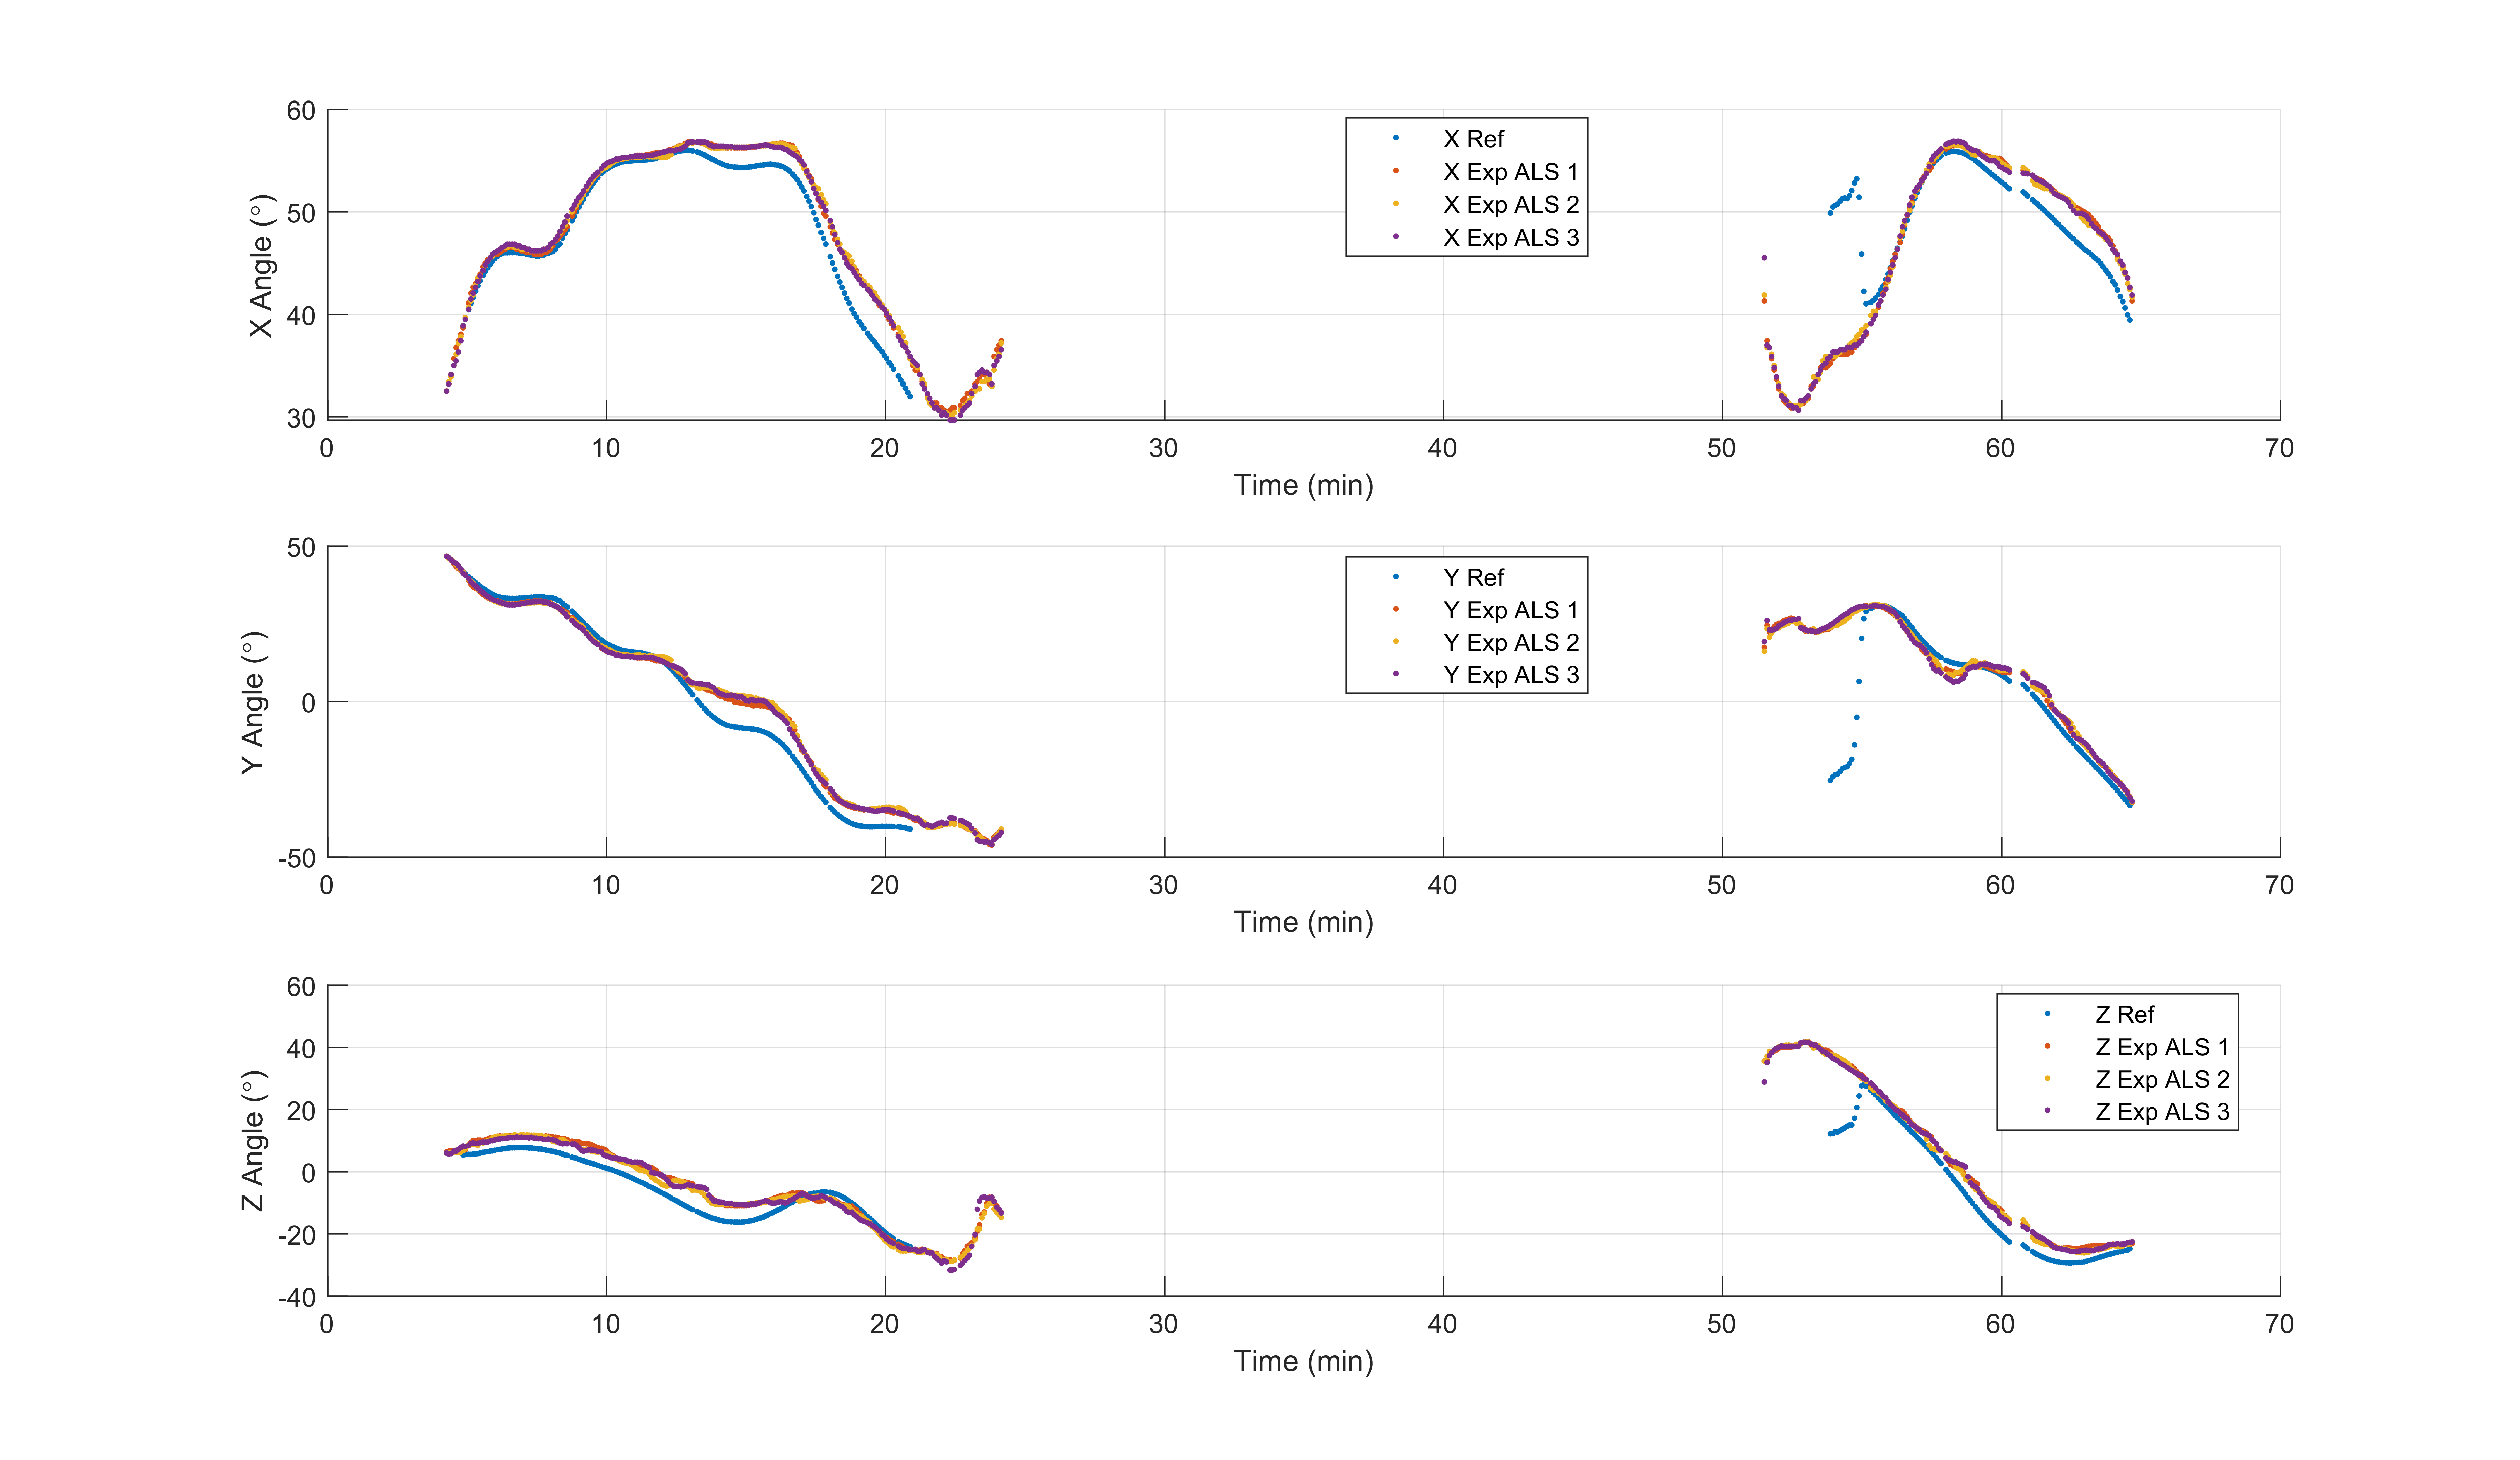 60
50
40
30
X Angle (°)
0 10 20 30 40 50 60 70
Time (min)
X Ref
X Exp ALS 1
X Exp ALS 2
X Exp ALS 3
50
0
-50
Y Angle (°)
0 10 20 30 40 50 60 70
Time (min)
Y Ref
Y Exp ALS 1
Y Exp ALS 2
Y Exp ALS 3
60
40
20
0
-20
-40
Z Angle (°)
0 10 20 30 40 50 60 70
Time (min)
Z Ref
Z Exp ALS 1
Z Exp ALS 2
Z Exp ALS 3